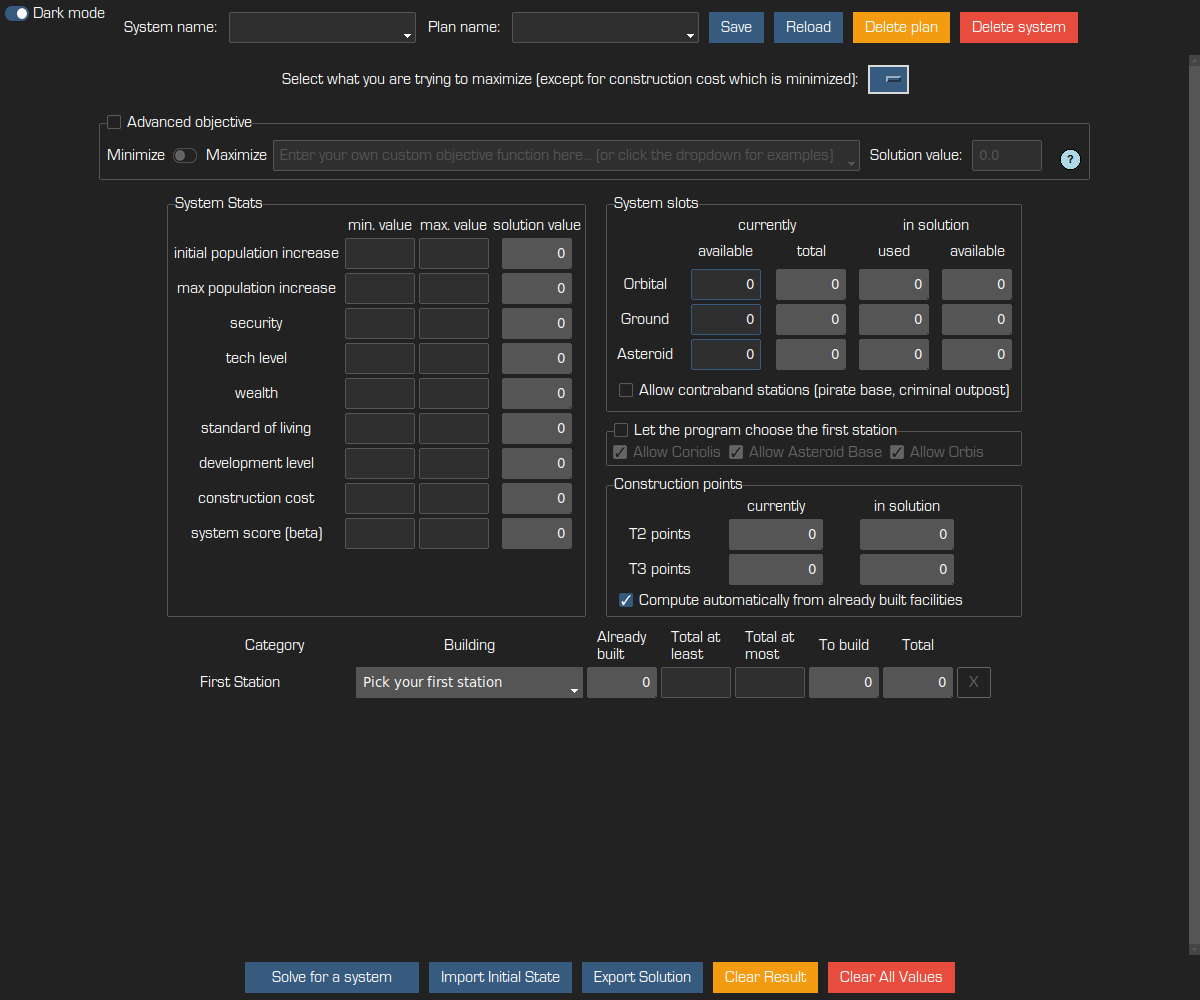 Dark mode
System name: Plan name: Save Reload Delete plan Delete system
Select what you are trying to maximize (except for construction cost which is minimized):
Advanced objective
Minimize Maximize Enter your own custom objective function here... (or click the dropdown for examples) Solution value: 0.0 ?
System Stats
min. value max. value solution value
initial population increase 0
max population increase 0
security 0
tech level 0
wealth 0
standard of living 0
development level 0
construction cost 0
system score (beta) 0
System slots
currently in solution
available total used available
Orbital 0 0 0 0
Ground 0 0 0 0
Asteroid 0 0 0 0
Allow contraband stations (pirate base, criminal outpost)
Let the program choose the first station
Allow Coriolis Allow Asteroid Base Allow Orbis
Construction points
currently in solution
T2 points 0 0
T3 points 0 0
Compute automatically from already built facilities
Category Building Already built Total at least Total at most To build Total
First Station Pick your first station 0 0 0 X
Solve for a system Import Initial State Export Solution Clear Result Clear All Values